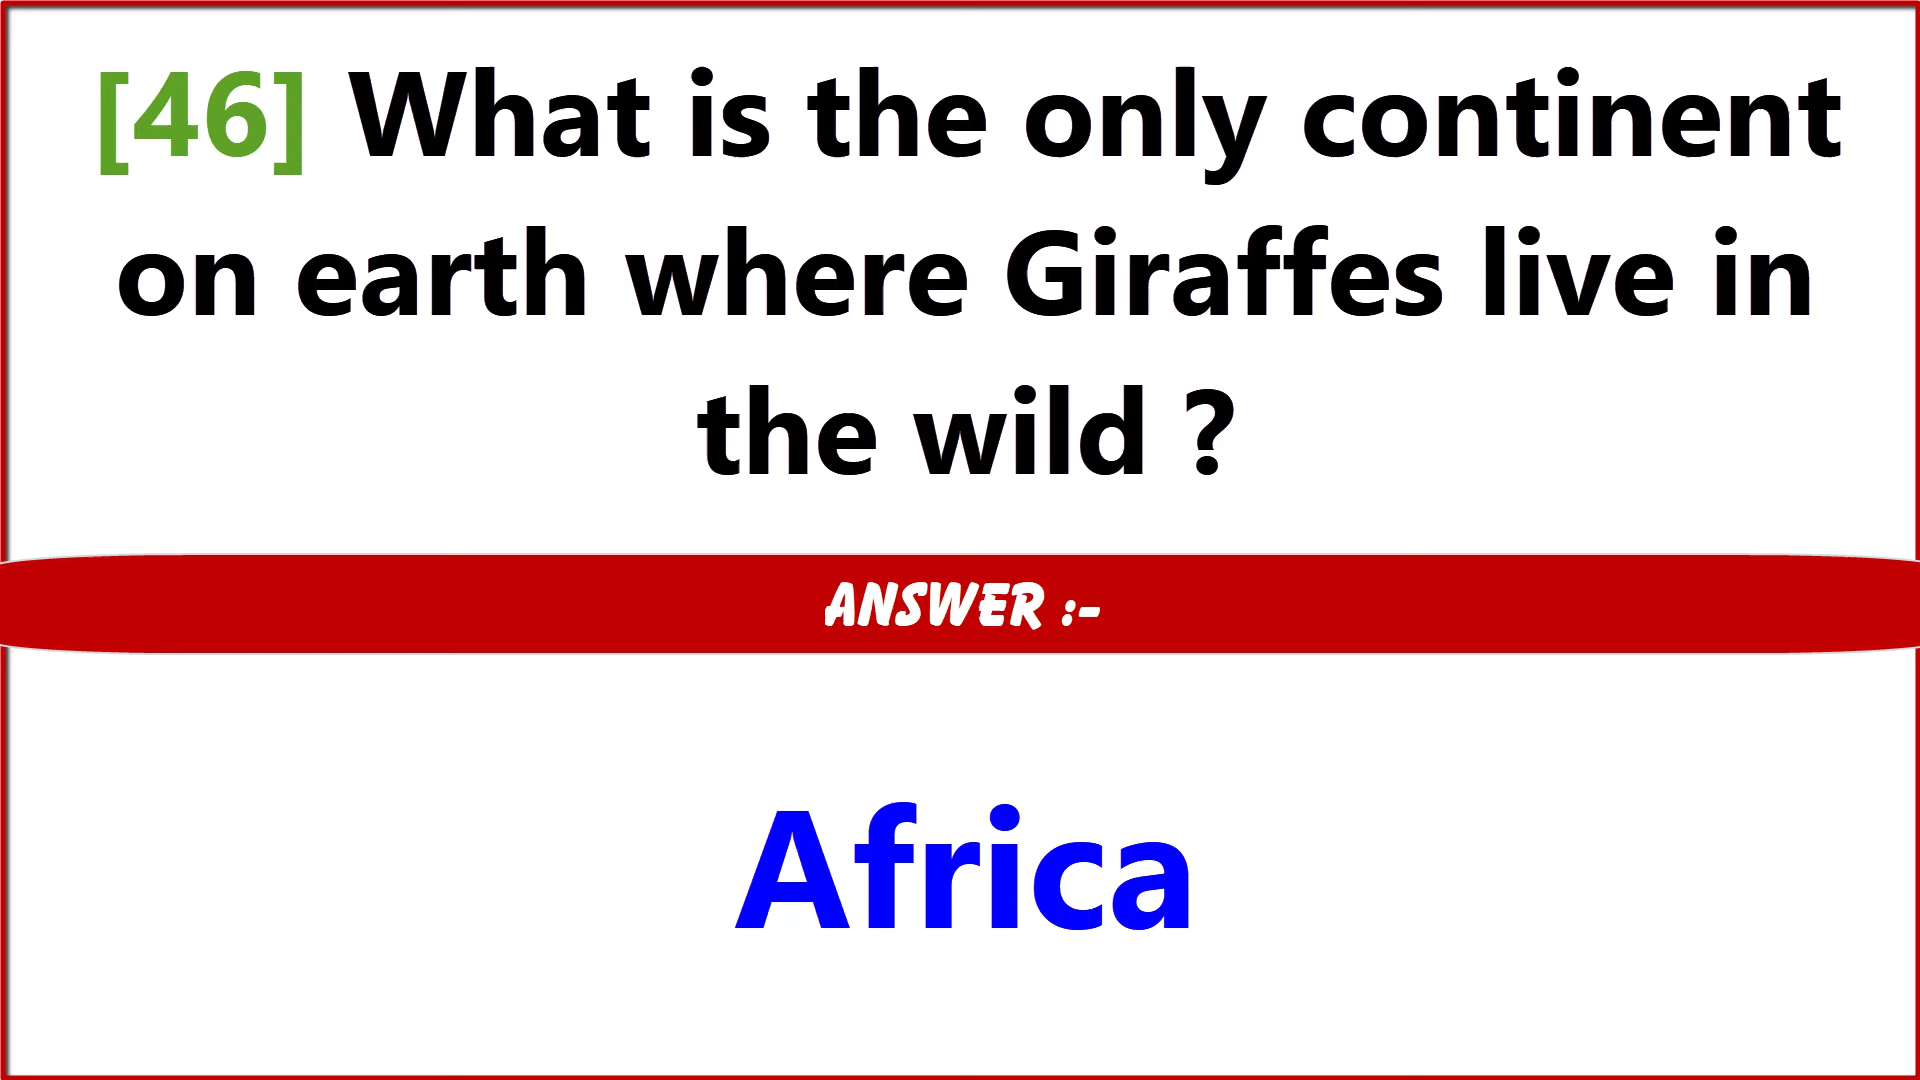 [46] What is the only continent
on earth where Giraffes live in
the wild ?
ANSWER :-
Africa